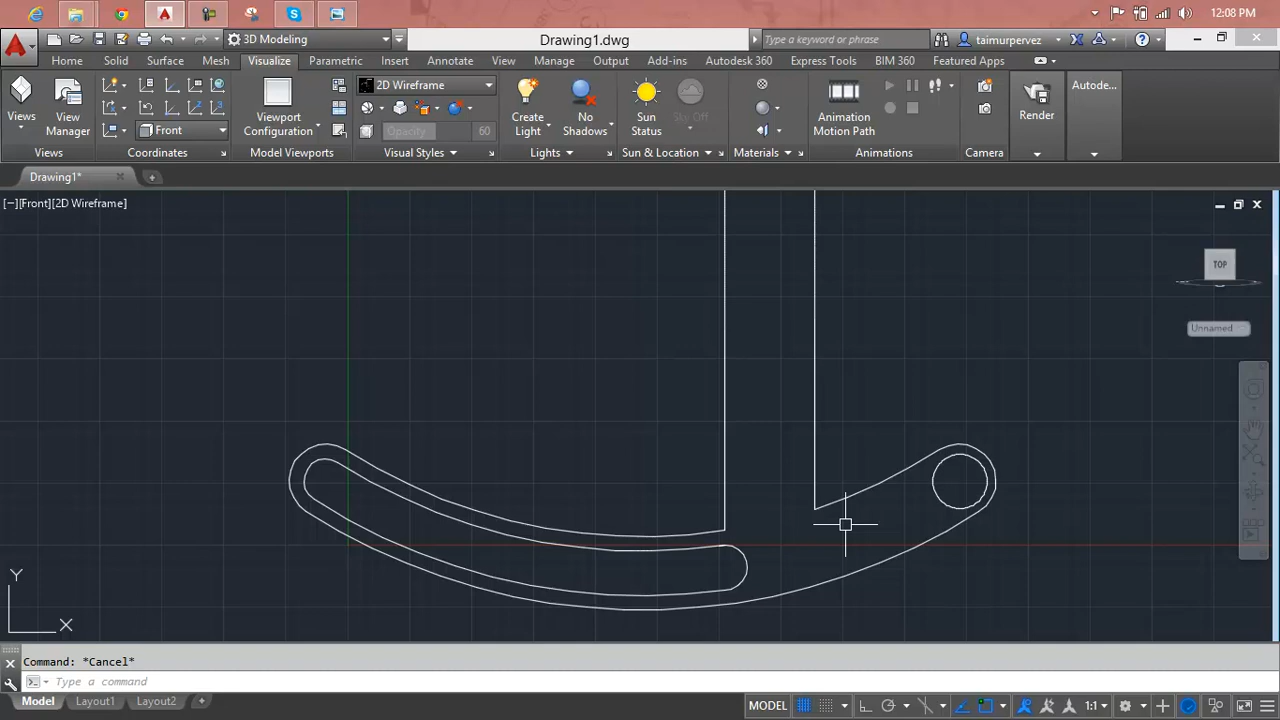 12:08 PM
3D Modeling
Drawing1.dwg
Type a keyword or phrase
taimurpervez
Home Solid Surface Mesh Visualize Parametric Insert Annotate View Manage Output Add-ins Autodesk 360 Express Tools BIM 360 Featured Apps
Views
View Manager
Front
Viewport Configuration
2D Wireframe
Opacity 60
Create Light
No Shadows
Sun Status
Sky Off
Animation Motion Path
Render
Autode...
Views Coordinates Model Viewports Visual Styles Lights Sun & Location Materials Animations Camera
Drawing1*
[−][Front][2D Wireframe]
TOP
Unnamed
Y
X
Command: *Cancel*
Type a command
Model Layout1 Layout2
MODEL
1:1